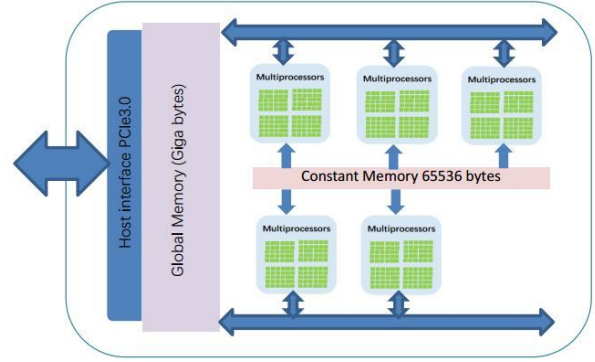 Host interface PCIe3.0
Global Memory (Giga bytes)
Multiprocessors
Multiprocessors
Multiprocessors
Constant Memory 65536 bytes
Multiprocessors
Multiprocessors